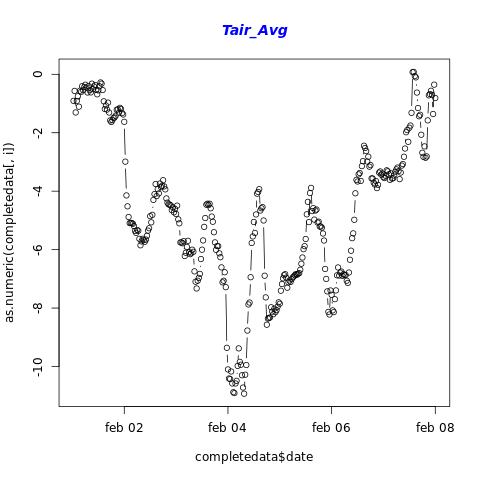 Tair_Avg
as.numeric(completedata[, i])
0
-2
-4
-6
-8
-10
feb 02
feb 04
feb 06
feb 08
completedata$date